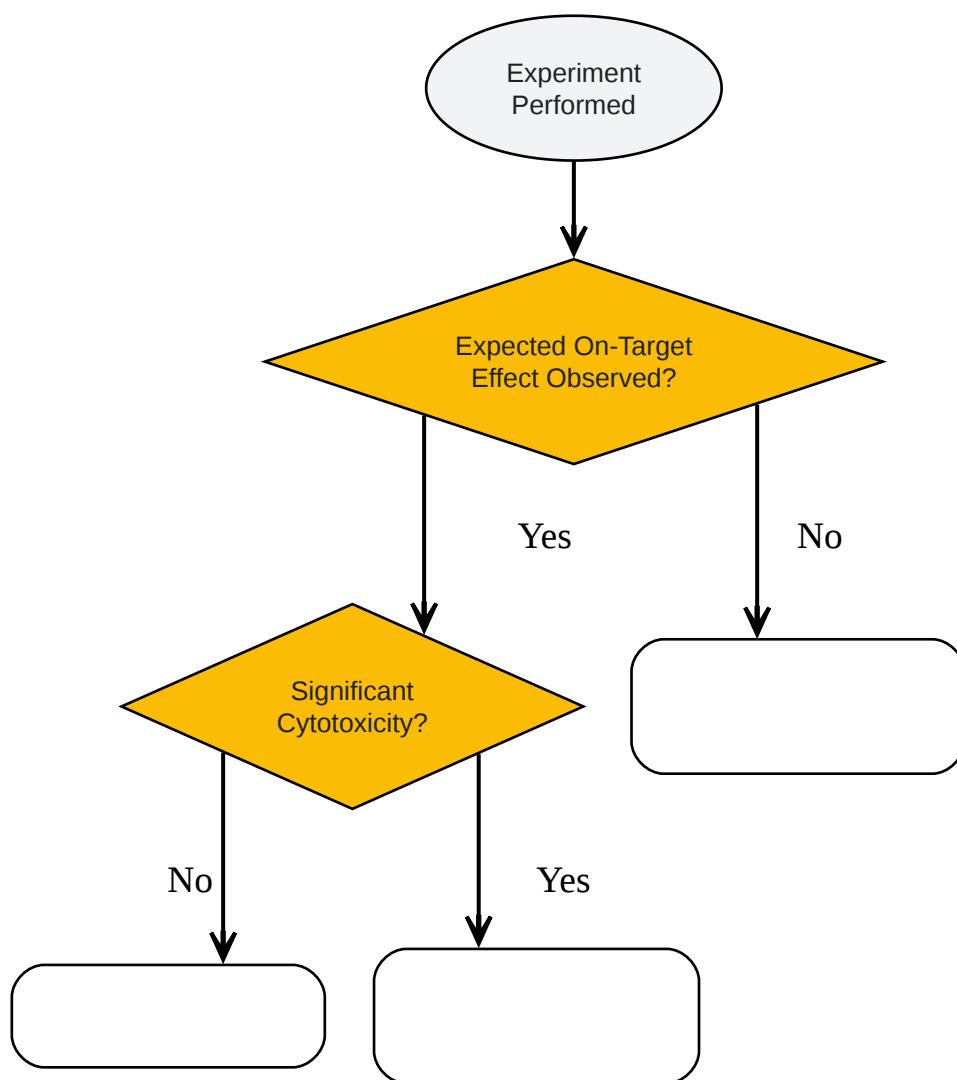 Experiment
Performed
Expected On-Target
Effect Observed?
Yes
No
Significant
Cytotoxicity?
No
Yes